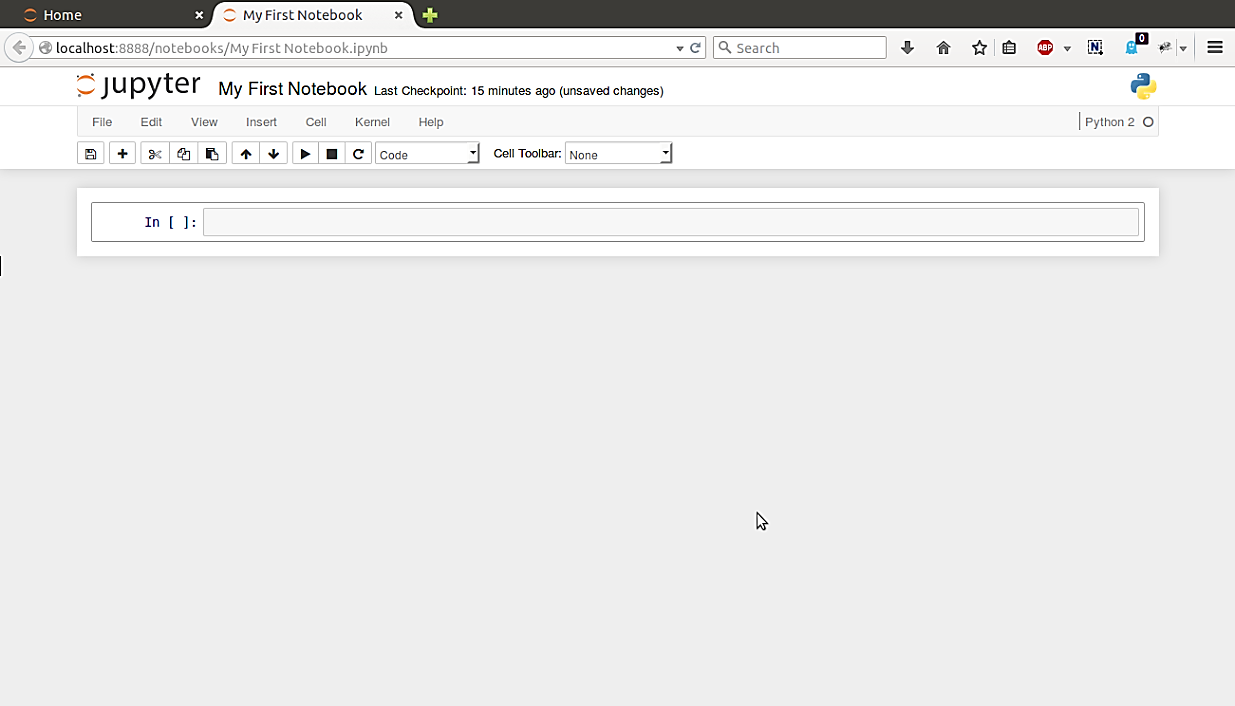 Home
My First Notebook
localhost:8888/notebooks/My First Notebook.ipynb
Search
ABP
N
0
jupyter My First Notebook Last Checkpoint: 15 minutes ago (unsaved changes)
File Edit View Insert Cell Kernel Help
Python 2
Code
Cell Toolbar: None
In [ ]: